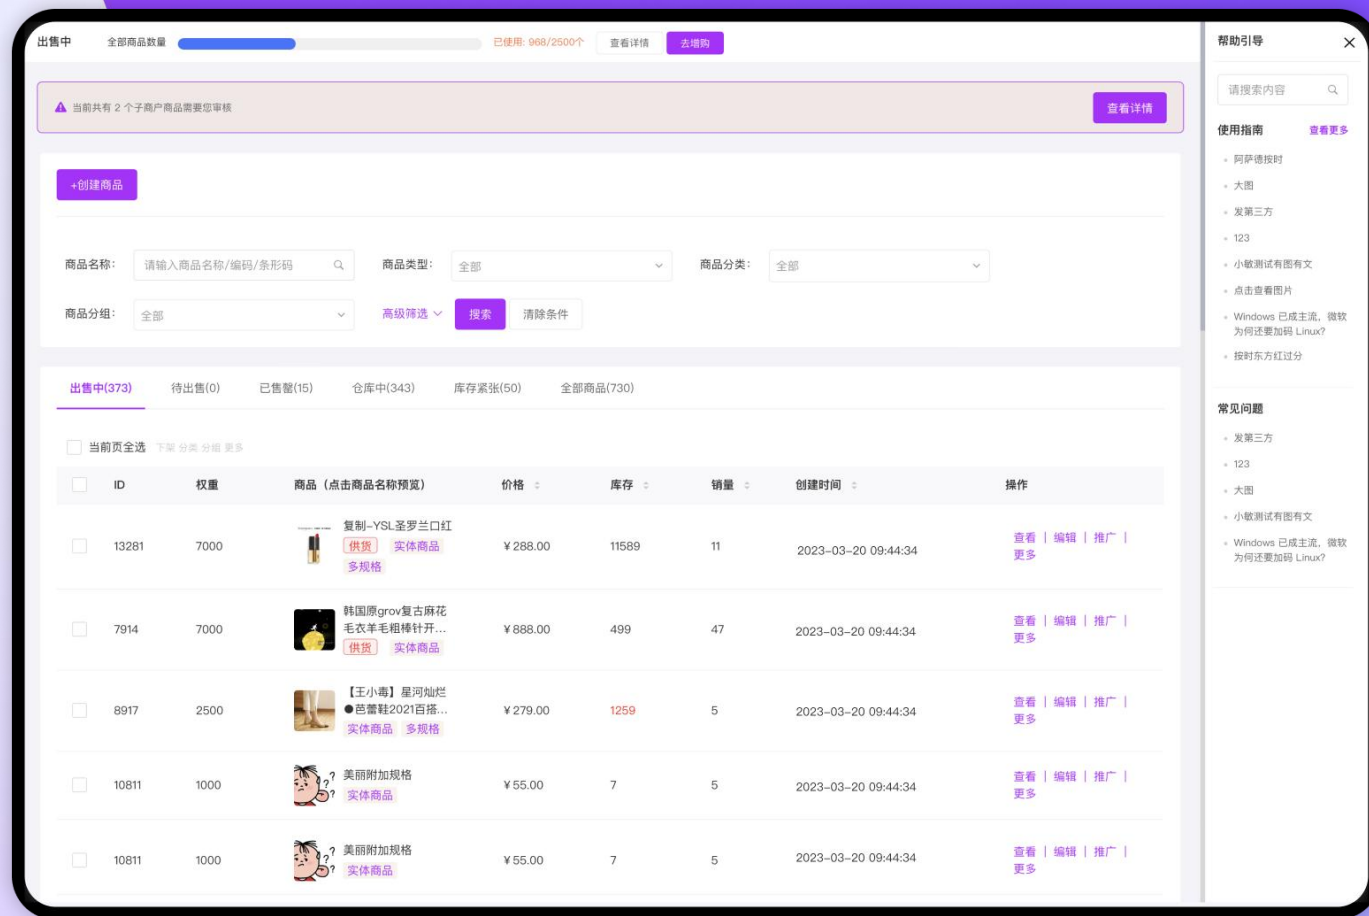 出售中 全部商品数量 已使用: 968/2500个 查看详情 去增购
当前共有 2 个子商户商品需要您审核 查看详情
+创建商品
商品名称: 请输入商品名称/编码/条形码 商品类型: 全部 商品分类: 全部
商品分组: 全部 高级筛选 搜索 清除条件
出售中(373) 待出售(0) 已售罄(15) 仓库中(343) 库存紧张(50) 全部商品(730)
当前页全选 下架 分类 分组 更多
ID 权重 商品（点击商品名称预览） 价格 库存 销量 创建时间 操作
复制-YSL圣罗兰口红
13281 7000 供货 实体商品 ¥288.00 11589 11 2023-03-20 09:44:34 查看 | 编辑 | 推广 |
多规格 更多
韩国原grov复古麻花
7914 7000 毛衣羊毛粗棒针开... ¥888.00 499 47 2023-03-20 09:44:34 查看 | 编辑 | 推广 |
供货 实体商品 更多
【王小毒】星河灿烂
8917 2500 ●芭蕾鞋2021百搭... ¥279.00 1259 5 2023-03-20 09:44:34 查看 | 编辑 | 推广 |
实体商品 多规格 更多
美丽附加规格 查看 | 编辑 | 推广 |
10811 1000 实体商品 ¥55.00 7 5 2023-03-20 09:44:34 更多
美丽附加规格 查看 | 编辑 | 推广 |
10811 1000 实体商品 ¥55.00 7 5 2023-03-20 09:44:34 更多
帮助引导
请搜索内容
使用指南 查看更多
阿萨德按时
大图
发第三方
123
小敏测试有图有文
点击查看图片
Windows 已成主流，微软
为何还要加码 Linux?
按时东方红过分
常见问题
发第三方
123
大图
小敏测试有图有文
Windows 已成主流，微软
为何还要加码 Linux?